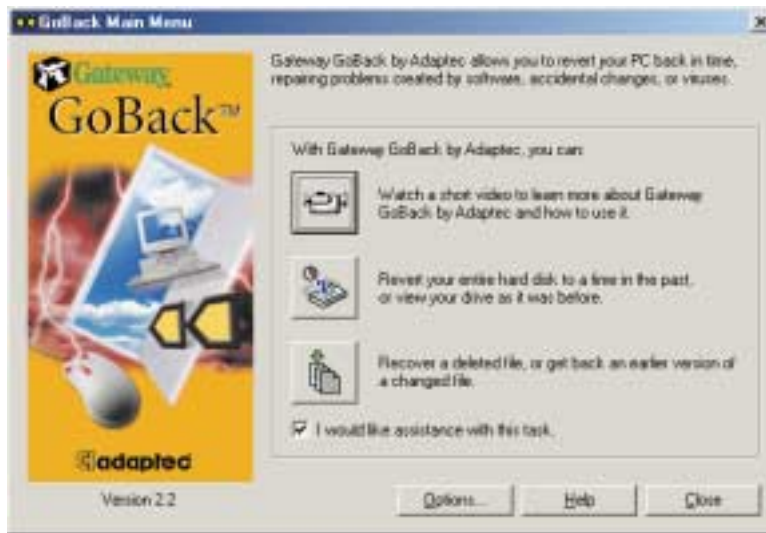 GoBack Main Menu
Gateway
GoBack™
adaptec
Version 2.2
Gateway GoBack by Adaptec allows you to revert your PC back in time,
repairing problems created by software, accidental changes, or viruses.
With Gateway GoBack by Adaptec, you can:
Watch a short video to learn more about Gateway
GoBack by Adaptec and how to use it.
Revert your entire hard disk to a time in the past,
or view your drive as it was before.
Recover a deleted file, or get back an earlier version of
a changed file.
I would like assistance with this task.
Options...
Help
Close